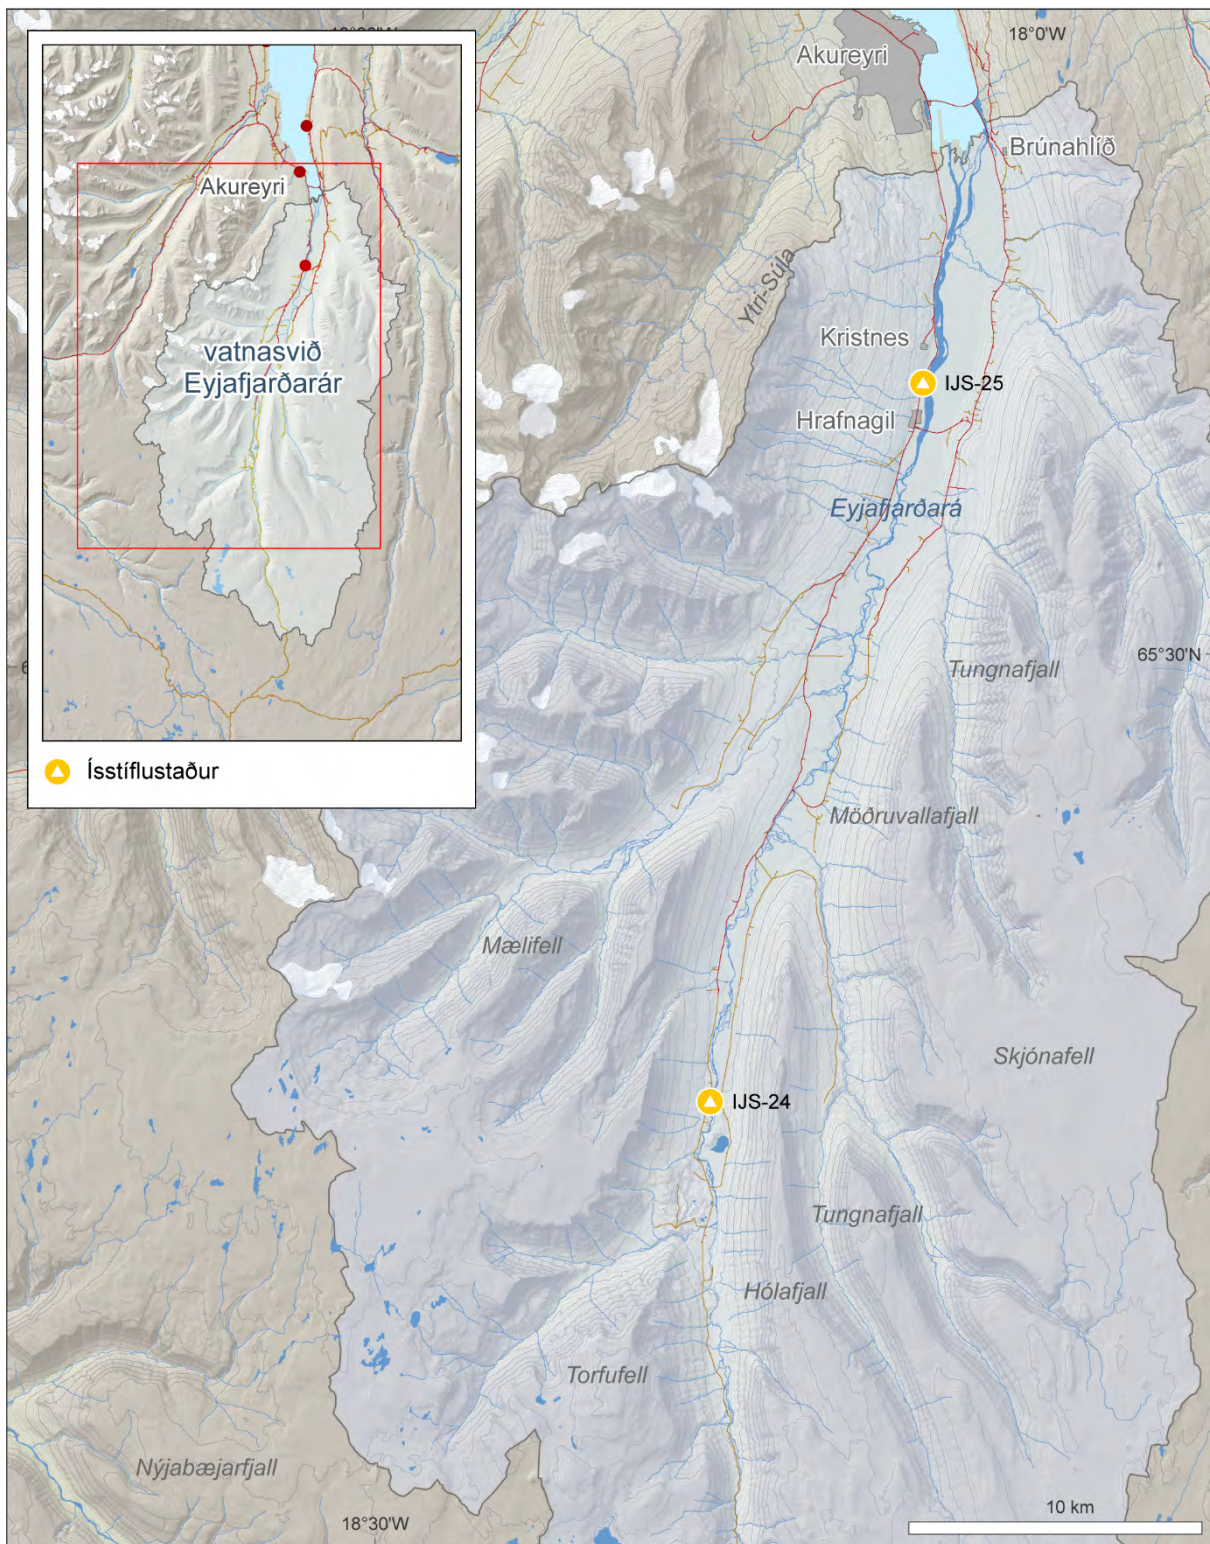 Akureyri
18°0'W
Brúnahlíð
Akureyri
vatnasvið
Eyjafjarðarár
Ísstíflustaður
Ytri-Súla
Kristnes
IJS-25
Hrafnagil
Eyjafjarðará
65°30'N
Tungnafjall
Möðruvallafjall
Mælifell
Skjónafell
IJS-24
Tungnafjall
Hólafjall
Torfufell
Nýjabæjarfjall
18°30'W
10 km